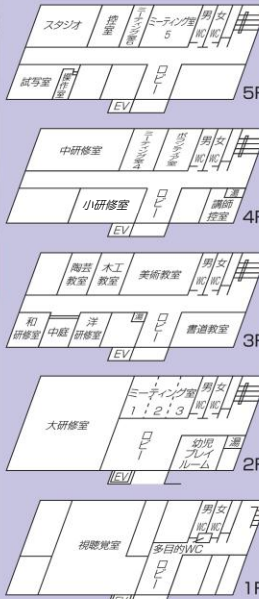 スタジオ
控室
ミーティング室6
ミーティング室
5
男
WC
女
WC
試写室
操作室
ロビー
EV
5F
中研修室
ミーティング室4
ボランティア室
男
WC
女
WC
小研修室
ロビー
湯
講師
控室
EV
4F
陶芸
教室
木工
教室
美術教室
男
WC
女
WC
和
研修室
中庭
洋
研修室
湯
ロビー
書道教室
EV
3F
大研修室
ミーティング室
1 2 3
男
WC
女
WC
ロビー
幼児
プレイ
ルーム
湯
EV
2F
視聴覚室
男
WC
女
WC
多目的WC
ロビー
EV
1F